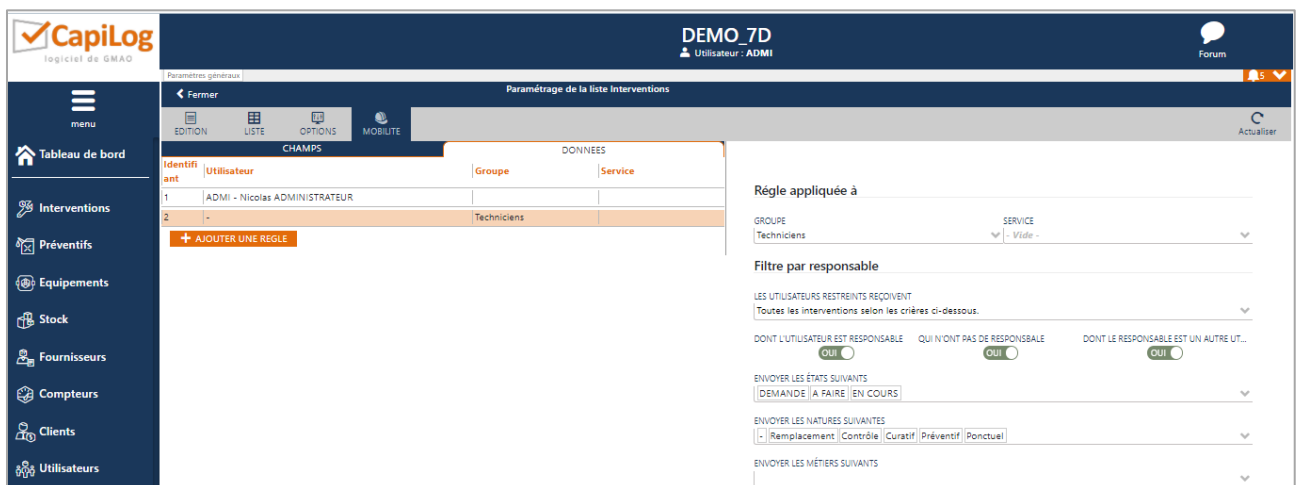 CapiLog
logiciel de GMAO
DEMO_7D
Utilisateur : ADMI
Forum
Paramètres généraux
5
menu
Fermer
Paramétrage de la liste Interventions
EDITION
LISTE
OPTIONS
MOBILITE
Actualiser
Tableau de bord
Interventions
Préventifs
Equipements
Stock
Fournisseurs
Compteurs
Clients
Utilisateurs
CHAMPS
DONNEES
Identifi
ant
Utilisateur
Groupe
Service
1 ADMI - Nicolas ADMINISTRATEUR
2 - Techniciens
+ AJOUTER UNE REGLE
Régle appliquée à
GROUPE
SERVICE
Techniciens
- Vide -
Filtre par responsable
LES UTILISATEURS RESTREINTS REÇOIVENT
Toutes les interventions selon les crières ci-dessous.
DONT L'UTILISATEUR EST RESPONSABLE
QUI N'ONT PAS DE RESPONSBALE
DONT LE RESPONSABLE EST UN AUTRE UT...
OUI
OUI
OUI
ENVOYER LES ÉTATS SUIVANTS
DEMANDE A FAIRE EN COURS
ENVOYER LES NATURES SUIVANTES
- Remplacement Contrôle Curatif Préventif Ponctuel
ENVOYER LES MÉTIERS SUIVANTS